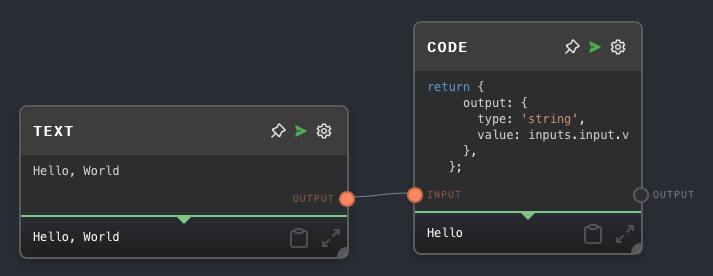 TEXT
Hello, World
OUTPUT
Hello, World
CODE
return {
output: {
type: 'string',
value: inputs.input.v
},
};
INPUT
OUTPUT
Hello